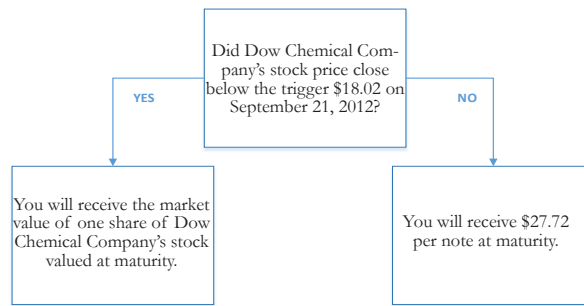 Did Dow Chemical Com-
pany's stock price close
below the trigger $18.02 on
September 21, 2012?
YES
NO
You will receive the market
value of one share of Dow
Chemical Company's stock
valued at maturity.
You will receive $27.72
per note at maturity.